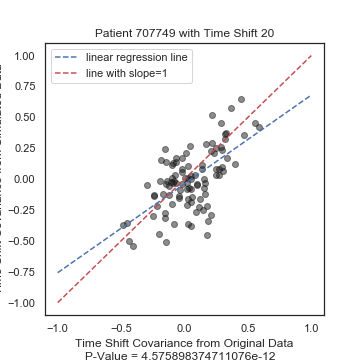 Patient 707749 with Time Shift 20
linear regression line
line with slope=1
1.00
0.75
0.50
0.25
0.00
−0.25
−0.50
−0.75
−1.00
−1.0
−0.5
0.0
0.5
1.0
Time Shift Covariance from Original Data
P-Value = 4.575898374711076e-12